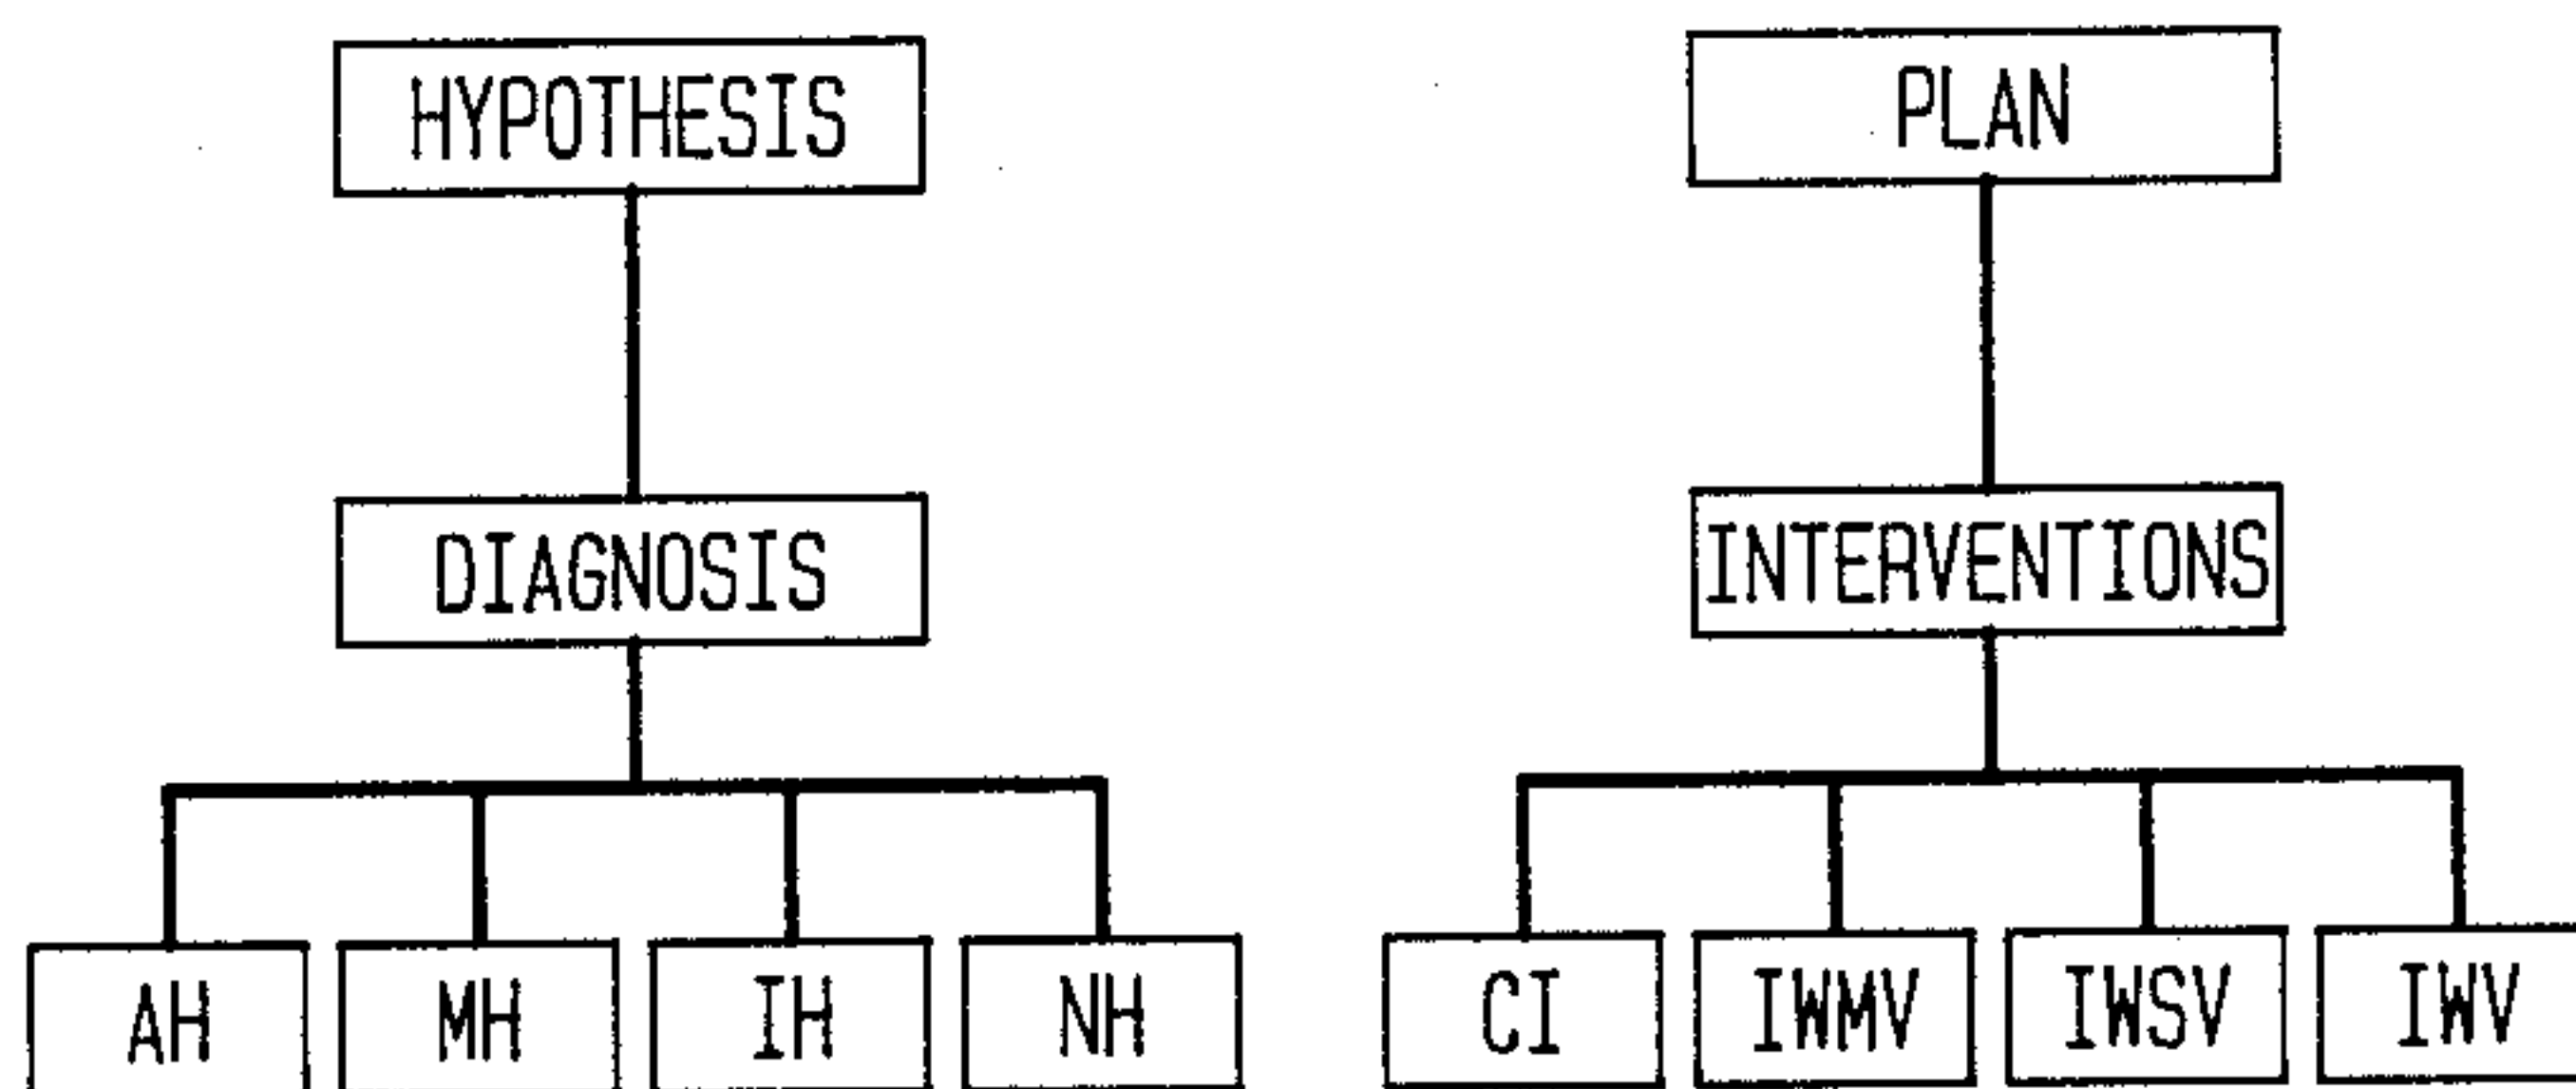 HYPOTHESIS
PLAN
DIAGNOSIS
INTERVENTIONS
AH MH IH NH CI IWMV IWSV IWV